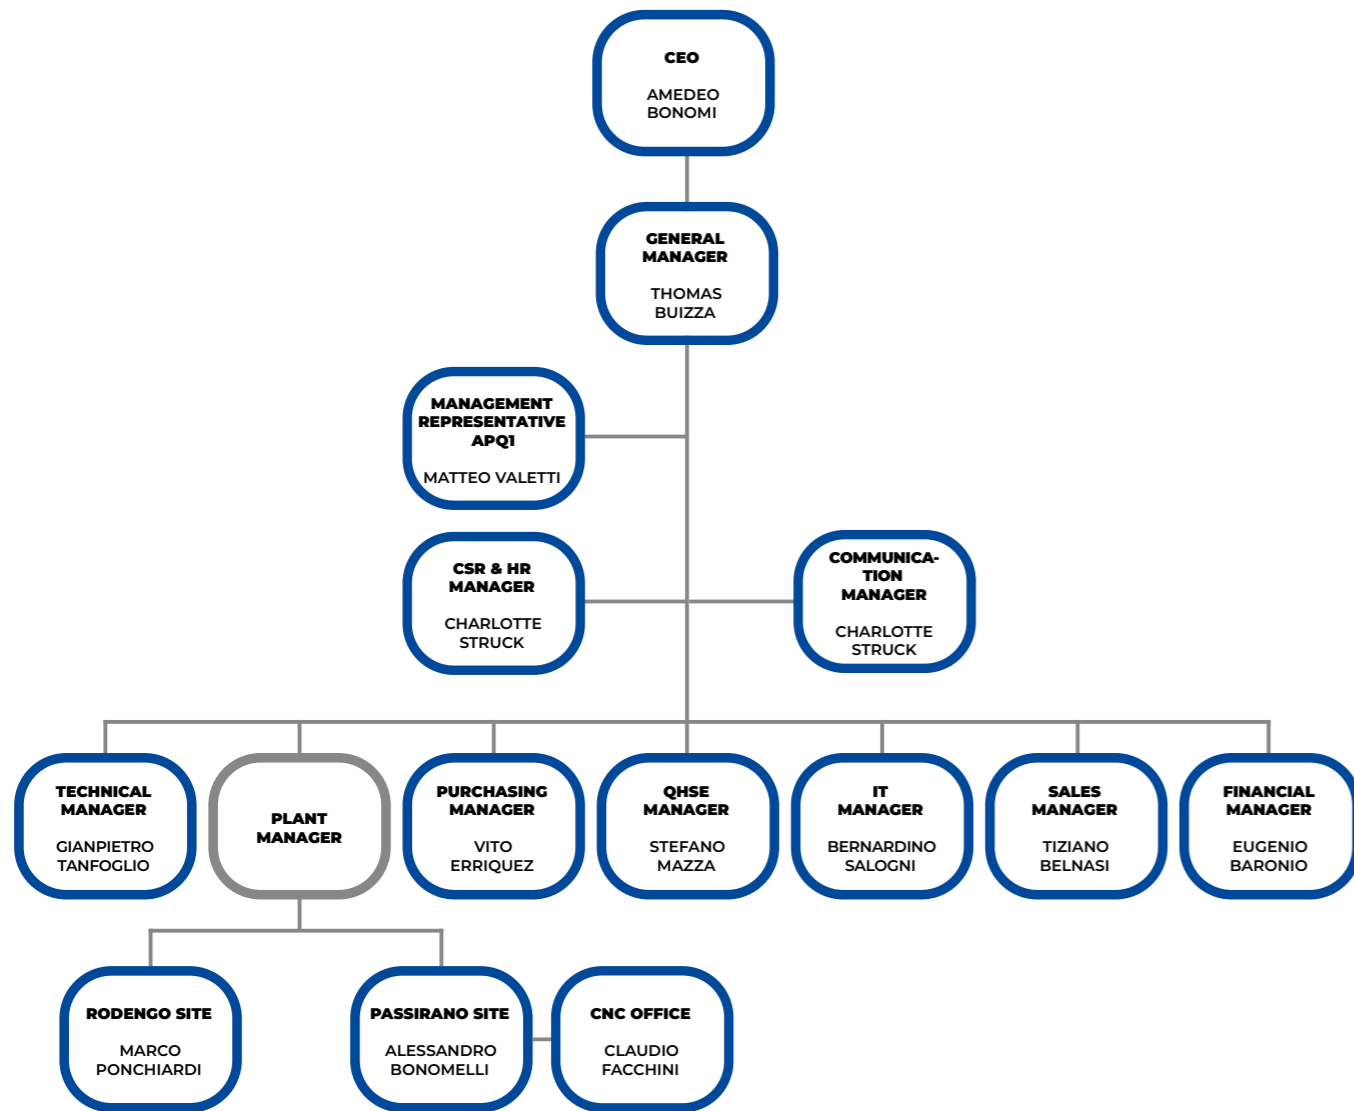 CEO
AMEDEO
BONOMI
GENERAL
MANAGER
THOMAS
BUIZZA
MANAGEMENT
REPRESENTATIVE
APQ1
MATTEO VALETTI
CSR & HR
MANAGER
CHARLOTTE
STRUCK
COMMUNICA-
TION
MANAGER
CHARLOTTE
STRUCK
TECHNICAL
MANAGER
GIANPIETRO
TANFOGLIO
PLANT
MANAGER
PURCHASING
MANAGER
VITO
ERRIQUEZ
QHSE
MANAGER
STEFANO
MAZZA
IT
MANAGER
BERNARDINO
SALOGNI
SALES
MANAGER
TIZIANO
BELNASI
FINANCIAL
MANAGER
EUGENIO
BARONIO
RODENGO SITE
MARCO
PONCHIARDI
PASSIRANO SITE
ALESSANDRO
BONOMELLI
CNC OFFICE
CLAUDIO
FACCHINI